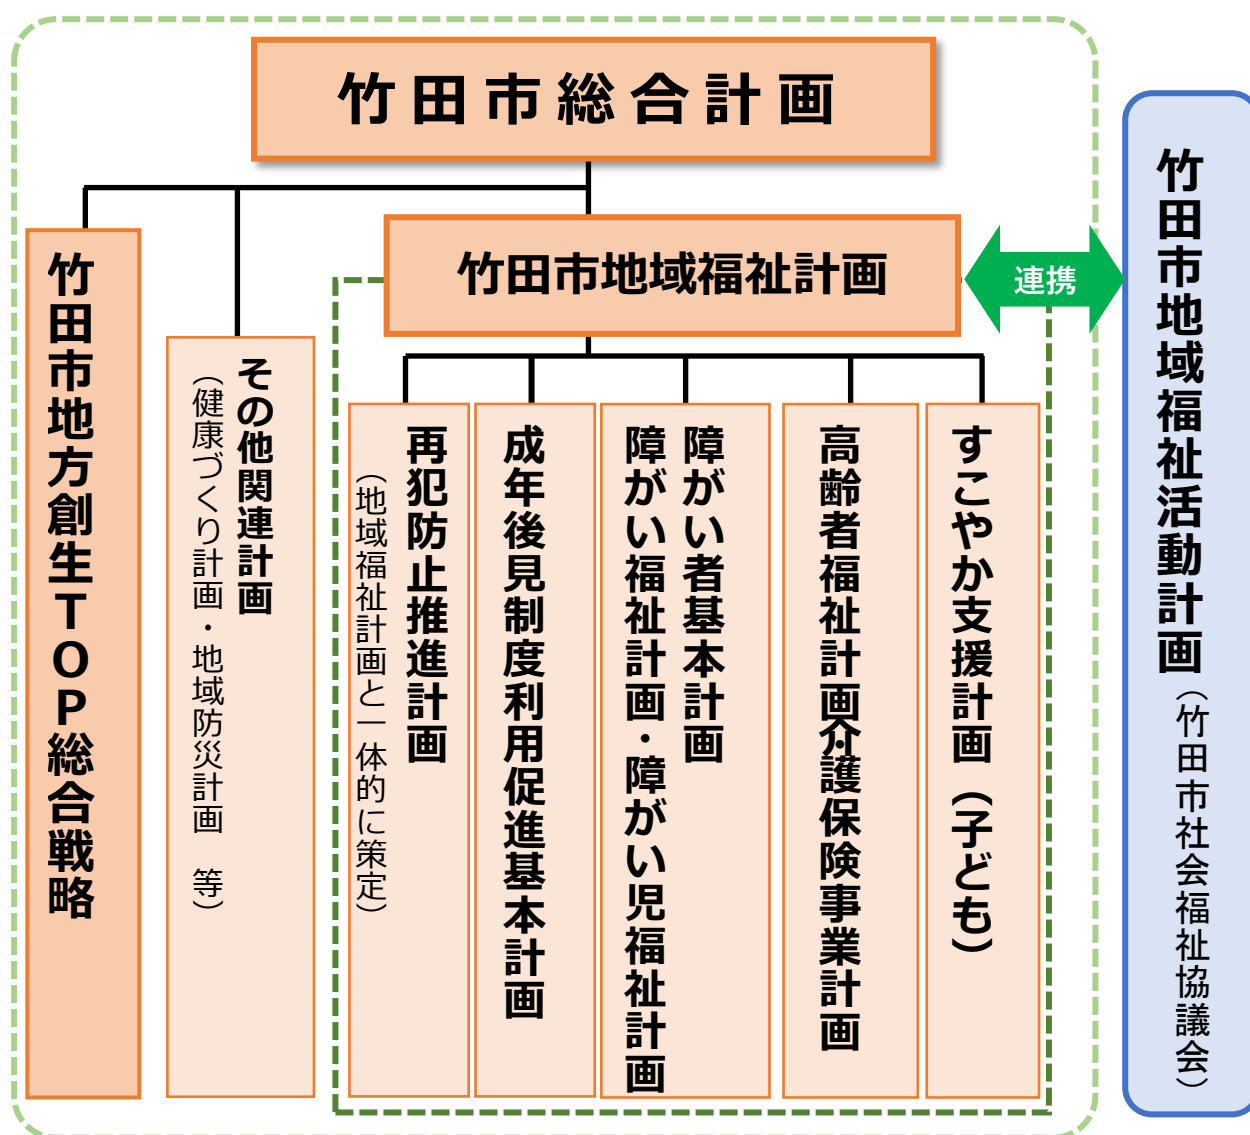 竹田市総合計画
竹田市地域福祉計画
連携
竹田市地方創生TOP総合戦略
その他関連計画
（健康づくり計画・地域防災計画　等）
再犯防止推進計画
（地域福祉計画と一体的に策定）
成年後見制度利用促進基本計画
障がい者基本計画
障がい福祉計画・障がい児福祉計画
高齢者福祉計画・介護保険事業計画
すこやか支援計画（子ども）
竹田市地域福祉活動計画（竹田市社会福祉協議会）